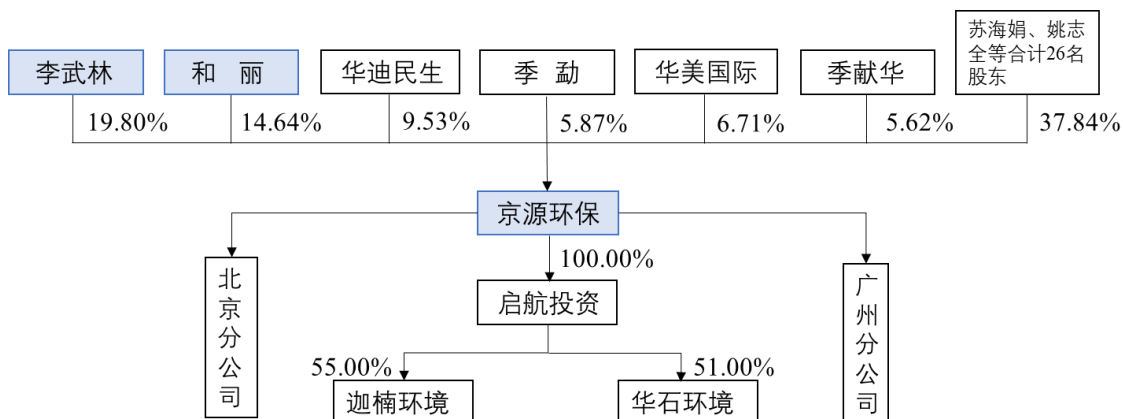 苏海娟、姚志
全等合计26名
股东
李武林
和 丽
华迪民生
季 勐
华美国际
季献华
19.80%
14.64%
9.53%
5.87%
6.71%
5.62%
37.84%
京源环保
100.00%
北京分公司
启航投资
广州分公司
55.00%
51.00%
迦楠环境
华石环境